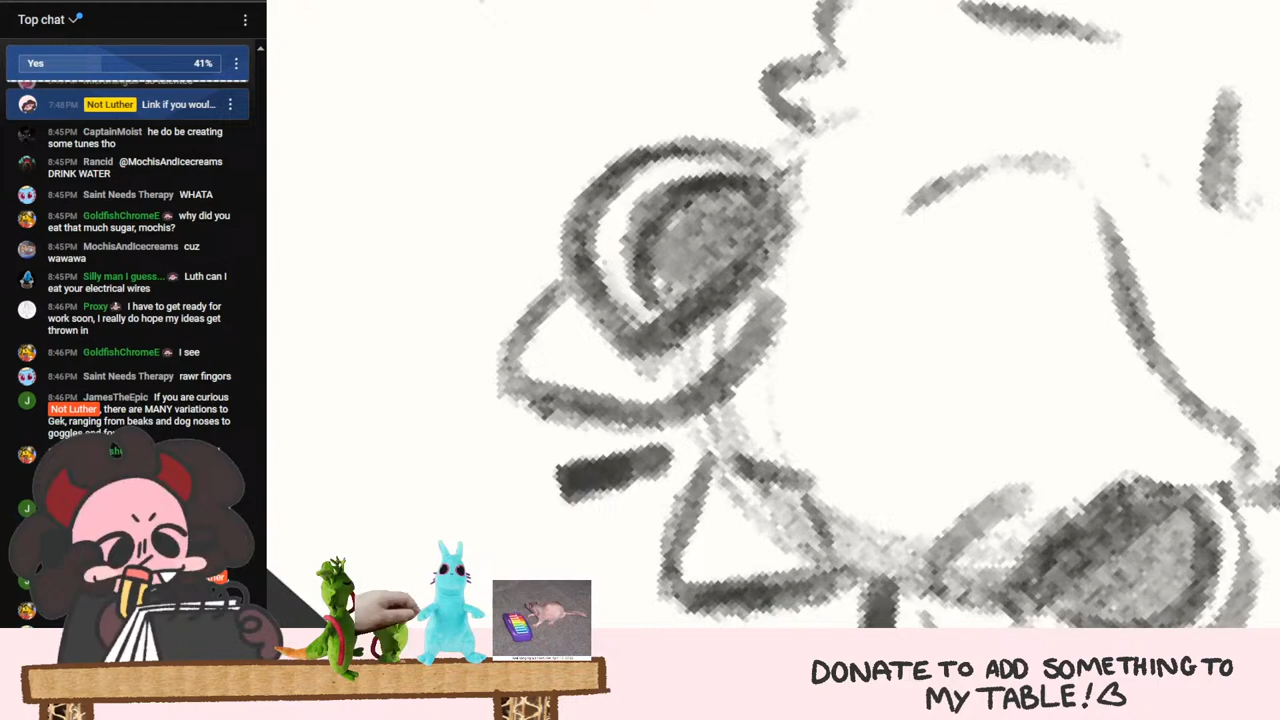 Top chat
Yes 41%
7:48PM Not Luther Link if you woul...
8:45PM CaptainMoist he do be creating
some tunes tho
8:45PM Rancid @MochisAndIcecreams
DRINK WATER
8:45PM Saint Needs Therapy WHATA
8:45PM GoldfishChromeE why did you
eat that much sugar, mochis?
8:45PM MochisAndIcecreams cuz
wawawa
8:45PM Silly man I guess... Luth can I
eat your electrical wires
8:46PM Proxy I have to get ready for
work soon, I really do hope my ideas get
thrown in
8:46PM GoldfishChromeE I see
8:46PM Saint Needs Therapy rawr fingors
8:46PM JamesTheEpic If you are curious
Not Luther, there are MANY variations to
Gek, ranging from beaks and dog noses to
goggles
DONATE TO ADD SOMETHING TO
MY TABLE!